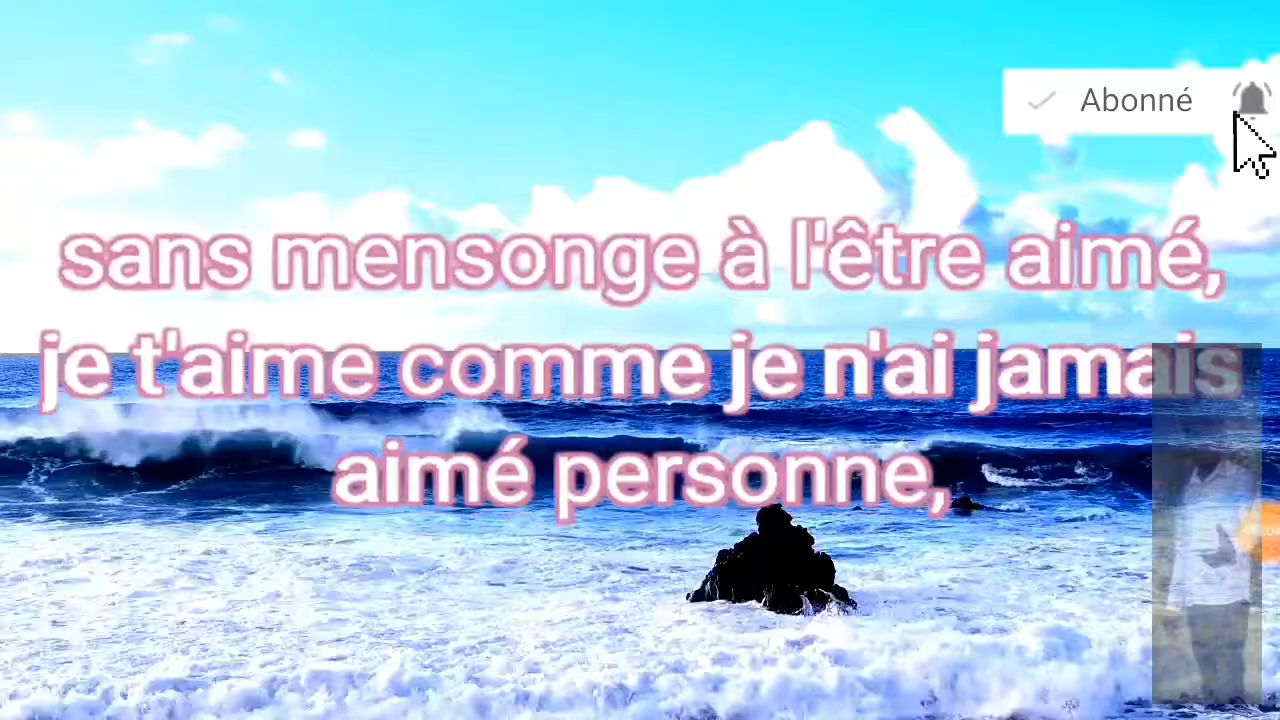 Abonné
sans mensonge à l'être aimé,
je t'aime comme je n'ai jamais
aimé personne,